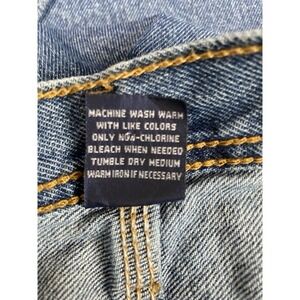 MACHINE WASH WARM
WITH LIKE COLORS
ONLY NON-CHLORINE
BLEACH WHEN NEEDED
TUMBLE DRY MEDIUM
WARM IRON IF NECESSARY